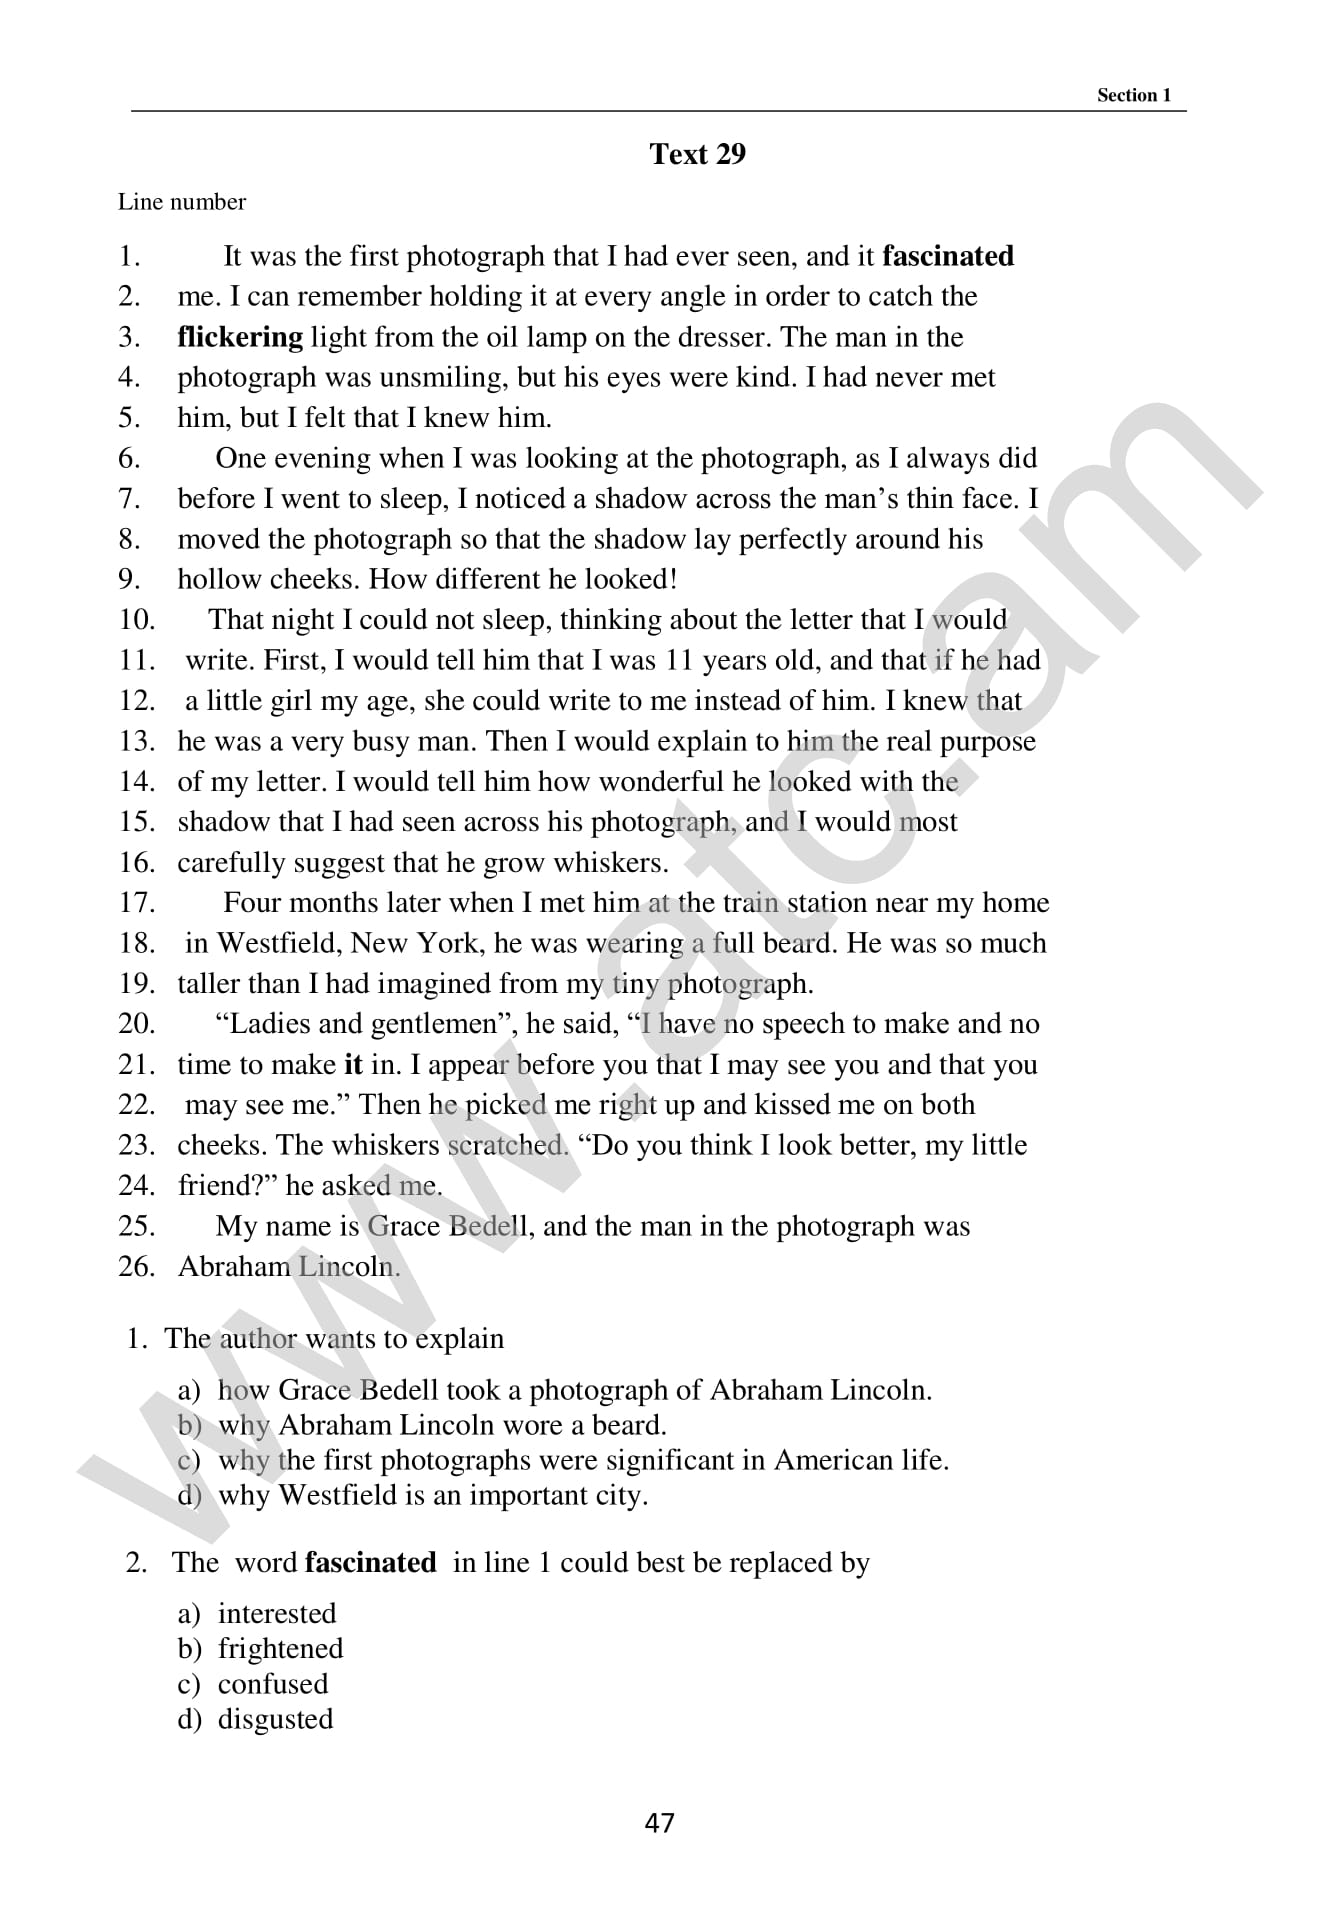 Section 1
Text 29
Line number
1. It was the first photograph that I had ever seen, and it fascinated
2. me. I can remember holding it at every angle in order to catch the
3. flickering light from the oil lamp on the dresser. The man in the
4. photograph was unsmiling, but his eyes were kind. I had never met
5. him, but I felt that I knew him.
6. One evening when I was looking at the photograph, as I always did
7. before I went to sleep, I noticed a shadow across the man’s thin face. I
8. moved the photograph so that the shadow lay perfectly around his
9. hollow cheeks. How different he looked!
10. That night I could not sleep, thinking about the letter that I would
11. write. First, I would tell him that I was 11 years old, and that if he had
12. a little girl my age, she could write to me instead of him. I knew that
13. he was a very busy man. Then I would explain to him the real purpose
14. of my letter. I would tell him how wonderful he looked with the
15. shadow that I had seen across his photograph, and I would most
16. carefully suggest that he grow whiskers.
17. Four months later when I met him at the train station near my home
18. in Westfield, New York, he was wearing a full beard. He was so much
19. taller than I had imagined from my tiny photograph.
20. “Ladies and gentlemen”, he said, “I have no speech to make and no
21. time to make it in. I appear before you that I may see you and that you
22. may see me.” Then he picked me right up and kissed me on both
23. cheeks. The whiskers scratched. “Do you think I look better, my little
24. friend?” he asked me.
25. My name is Grace Bedell, and the man in the photograph was
26. Abraham Lincoln.
1. The author wants to explain
a) how Grace Bedell took a photograph of Abraham Lincoln.
b) why Abraham Lincoln wore a beard.
c) why the first photographs were significant in American life.
d) why Westfield is an important city.
2. The word fascinated in line 1 could best be replaced by
a) interested
b) frightened
c) confused
d) disgusted
47
www.atc.am